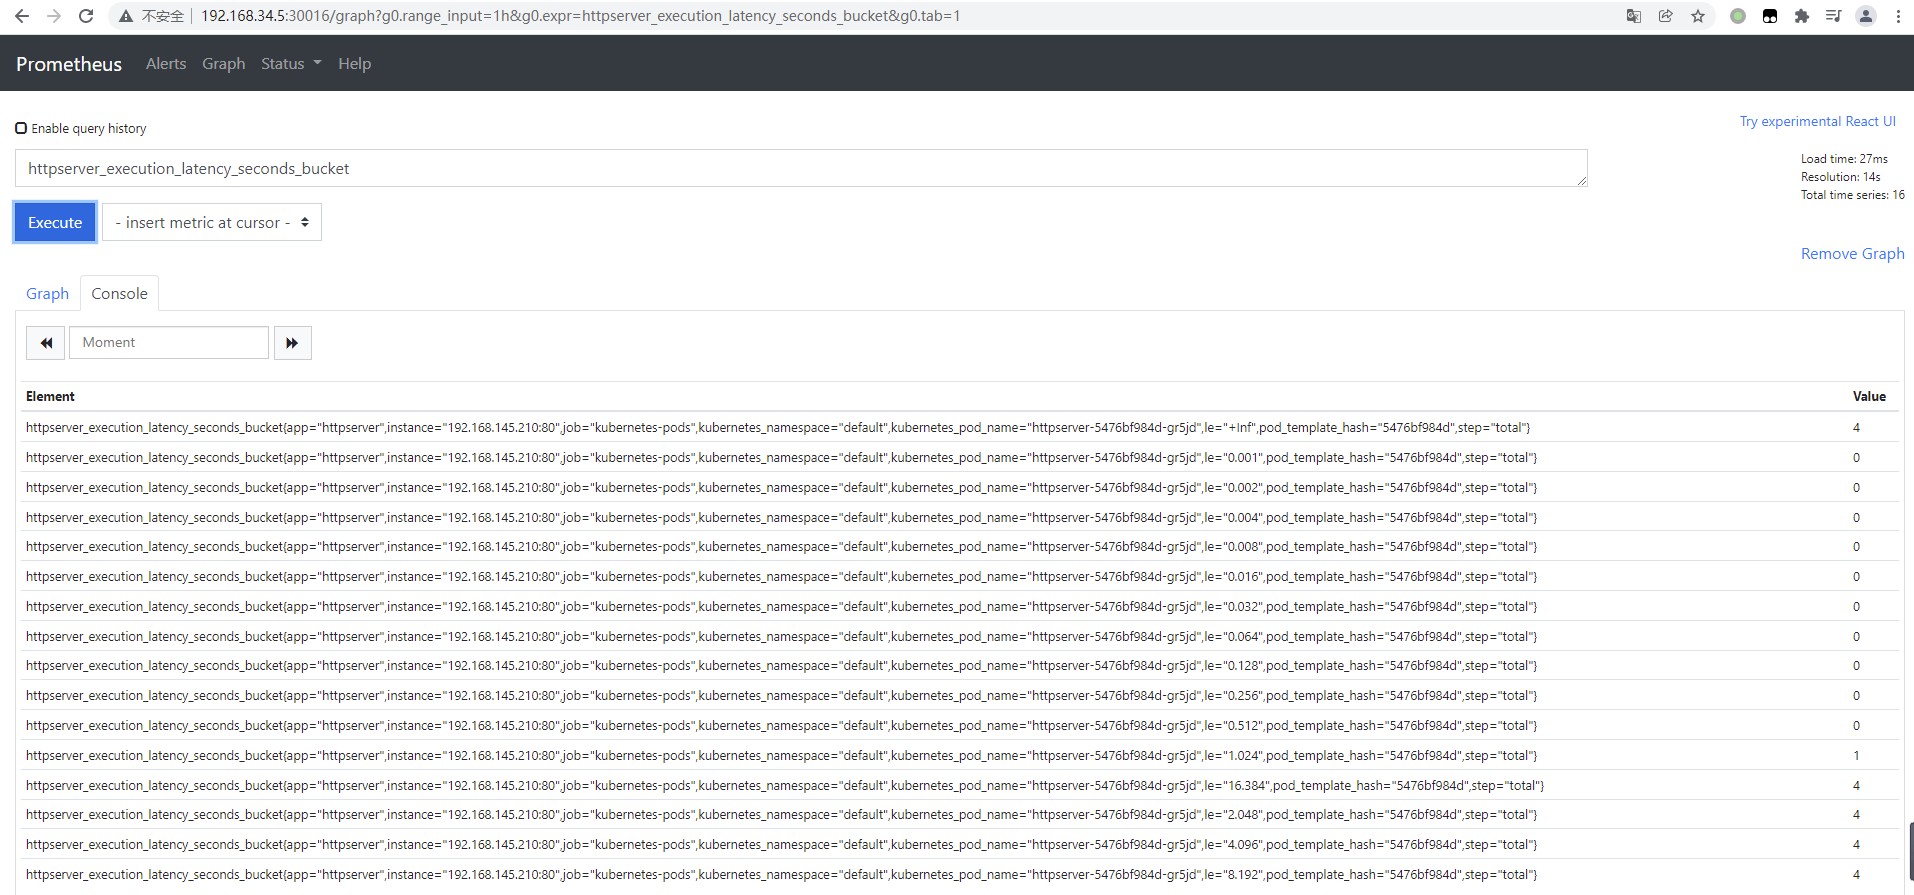 不安全 192.168.34.5:30016/graph?g0.range_input=1h&g0.expr=httpserver_execution_latency_seconds_bucket&g0.tab=1
Prometheus Alerts Graph Status Help
Enable query history
Try experimental React UI
httpserver_execution_latency_seconds_bucket
Load time: 27ms
Resolution: 14s
Total time series: 16
Execute - insert metric at cursor -
Remove Graph
Graph Console
Moment
Element Value
httpserver_execution_latency_seconds_bucket{app="httpserver",instance="192.168.145.210:80",job="kubernetes-pods",kubernetes_namespace="default",kubernetes_pod_name="httpserver-5476bf984d-gr5jd",le="+Inf",pod_template_hash="5476bf984d",step="total"} 4
httpserver_execution_latency_seconds_bucket{app="httpserver",instance="192.168.145.210:80",job="kubernetes-pods",kubernetes_namespace="default",kubernetes_pod_name="httpserver-5476bf984d-gr5jd",le="0.001",pod_template_hash="5476bf984d",step="total"} 0
httpserver_execution_latency_seconds_bucket{app="httpserver",instance="192.168.145.210:80",job="kubernetes-pods",kubernetes_namespace="default",kubernetes_pod_name="httpserver-5476bf984d-gr5jd",le="0.002",pod_template_hash="5476bf984d",step="total"} 0
httpserver_execution_latency_seconds_bucket{app="httpserver",instance="192.168.145.210:80",job="kubernetes-pods",kubernetes_namespace="default",kubernetes_pod_name="httpserver-5476bf984d-gr5jd",le="0.004",pod_template_hash="5476bf984d",step="total"} 0
httpserver_execution_latency_seconds_bucket{app="httpserver",instance="192.168.145.210:80",job="kubernetes-pods",kubernetes_namespace="default",kubernetes_pod_name="httpserver-5476bf984d-gr5jd",le="0.008",pod_template_hash="5476bf984d",step="total"} 0
httpserver_execution_latency_seconds_bucket{app="httpserver",instance="192.168.145.210:80",job="kubernetes-pods",kubernetes_namespace="default",kubernetes_pod_name="httpserver-5476bf984d-gr5jd",le="0.016",pod_template_hash="5476bf984d",step="total"} 0
httpserver_execution_latency_seconds_bucket{app="httpserver",instance="192.168.145.210:80",job="kubernetes-pods",kubernetes_namespace="default",kubernetes_pod_name="httpserver-5476bf984d-gr5jd",le="0.032",pod_template_hash="5476bf984d",step="total"} 0
httpserver_execution_latency_seconds_bucket{app="httpserver",instance="192.168.145.210:80",job="kubernetes-pods",kubernetes_namespace="default",kubernetes_pod_name="httpserver-5476bf984d-gr5jd",le="0.064",pod_template_hash="5476bf984d",step="total"} 0
httpserver_execution_latency_seconds_bucket{app="httpserver",instance="192.168.145.210:80",job="kubernetes-pods",kubernetes_namespace="default",kubernetes_pod_name="httpserver-5476bf984d-gr5jd",le="0.128",pod_template_hash="5476bf984d",step="total"} 0
httpserver_execution_latency_seconds_bucket{app="httpserver",instance="192.168.145.210:80",job="kubernetes-pods",kubernetes_namespace="default",kubernetes_pod_name="httpserver-5476bf984d-gr5jd",le="0.256",pod_template_hash="5476bf984d",step="total"} 0
httpserver_execution_latency_seconds_bucket{app="httpserver",instance="192.168.145.210:80",job="kubernetes-pods",kubernetes_namespace="default",kubernetes_pod_name="httpserver-5476bf984d-gr5jd",le="0.512",pod_template_hash="5476bf984d",step="total"} 0
httpserver_execution_latency_seconds_bucket{app="httpserver",instance="192.168.145.210:80",job="kubernetes-pods",kubernetes_namespace="default",kubernetes_pod_name="httpserver-5476bf984d-gr5jd",le="1.024",pod_template_hash="5476bf984d",step="total"} 1
httpserver_execution_latency_seconds_bucket{app="httpserver",instance="192.168.145.210:80",job="kubernetes-pods",kubernetes_namespace="default",kubernetes_pod_name="httpserver-5476bf984d-gr5jd",le="16.384",pod_template_hash="5476bf984d",step="total"} 4
httpserver_execution_latency_seconds_bucket{app="httpserver",instance="192.168.145.210:80",job="kubernetes-pods",kubernetes_namespace="default",kubernetes_pod_name="httpserver-5476bf984d-gr5jd",le="2.048",pod_template_hash="5476bf984d",step="total"} 4
httpserver_execution_latency_seconds_bucket{app="httpserver",instance="192.168.145.210:80",job="kubernetes-pods",kubernetes_namespace="default",kubernetes_pod_name="httpserver-5476bf984d-gr5jd",le="4.096",pod_template_hash="5476bf984d",step="total"} 4
httpserver_execution_latency_seconds_bucket{app="httpserver",instance="192.168.145.210:80",job="kubernetes-pods",kubernetes_namespace="default",kubernetes_pod_name="httpserver-5476bf984d-gr5jd",le="8.192",pod_template_hash="5476bf984d",step="total"} 4